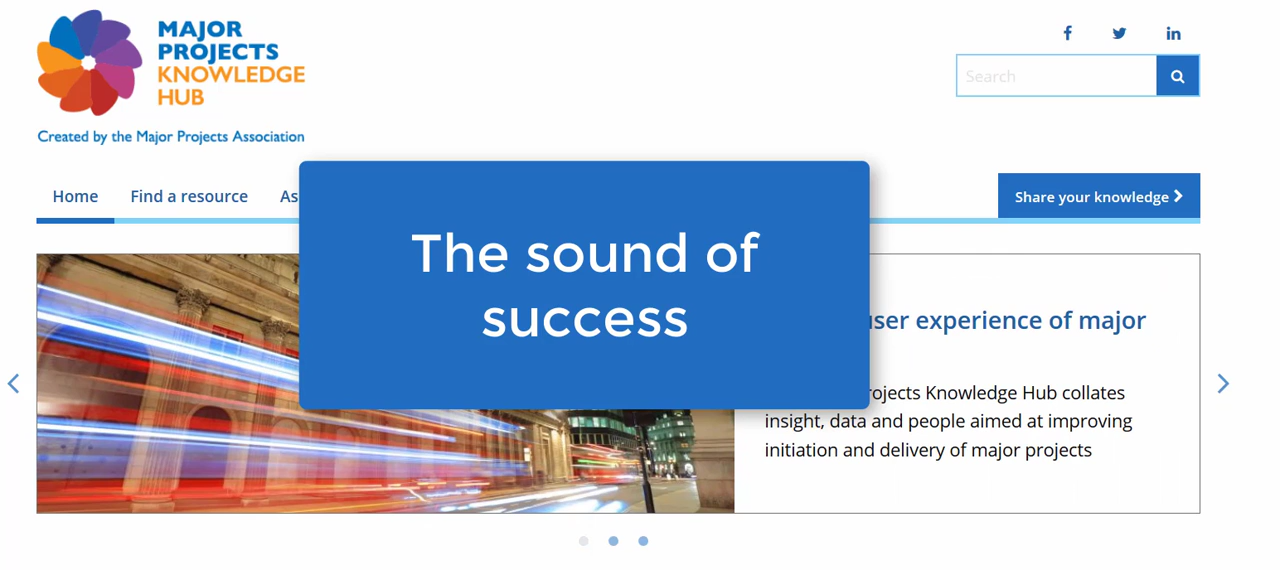 MAJOR
PROJECTS
KNOWLEDGE
HUB
Created by the Major Projects Association
Search
Home Find a resource
Share your knowledge
The sound of
success
user experience of major
Projects Knowledge Hub collates
insight, data and people aimed at improving
initiation and delivery of major projects